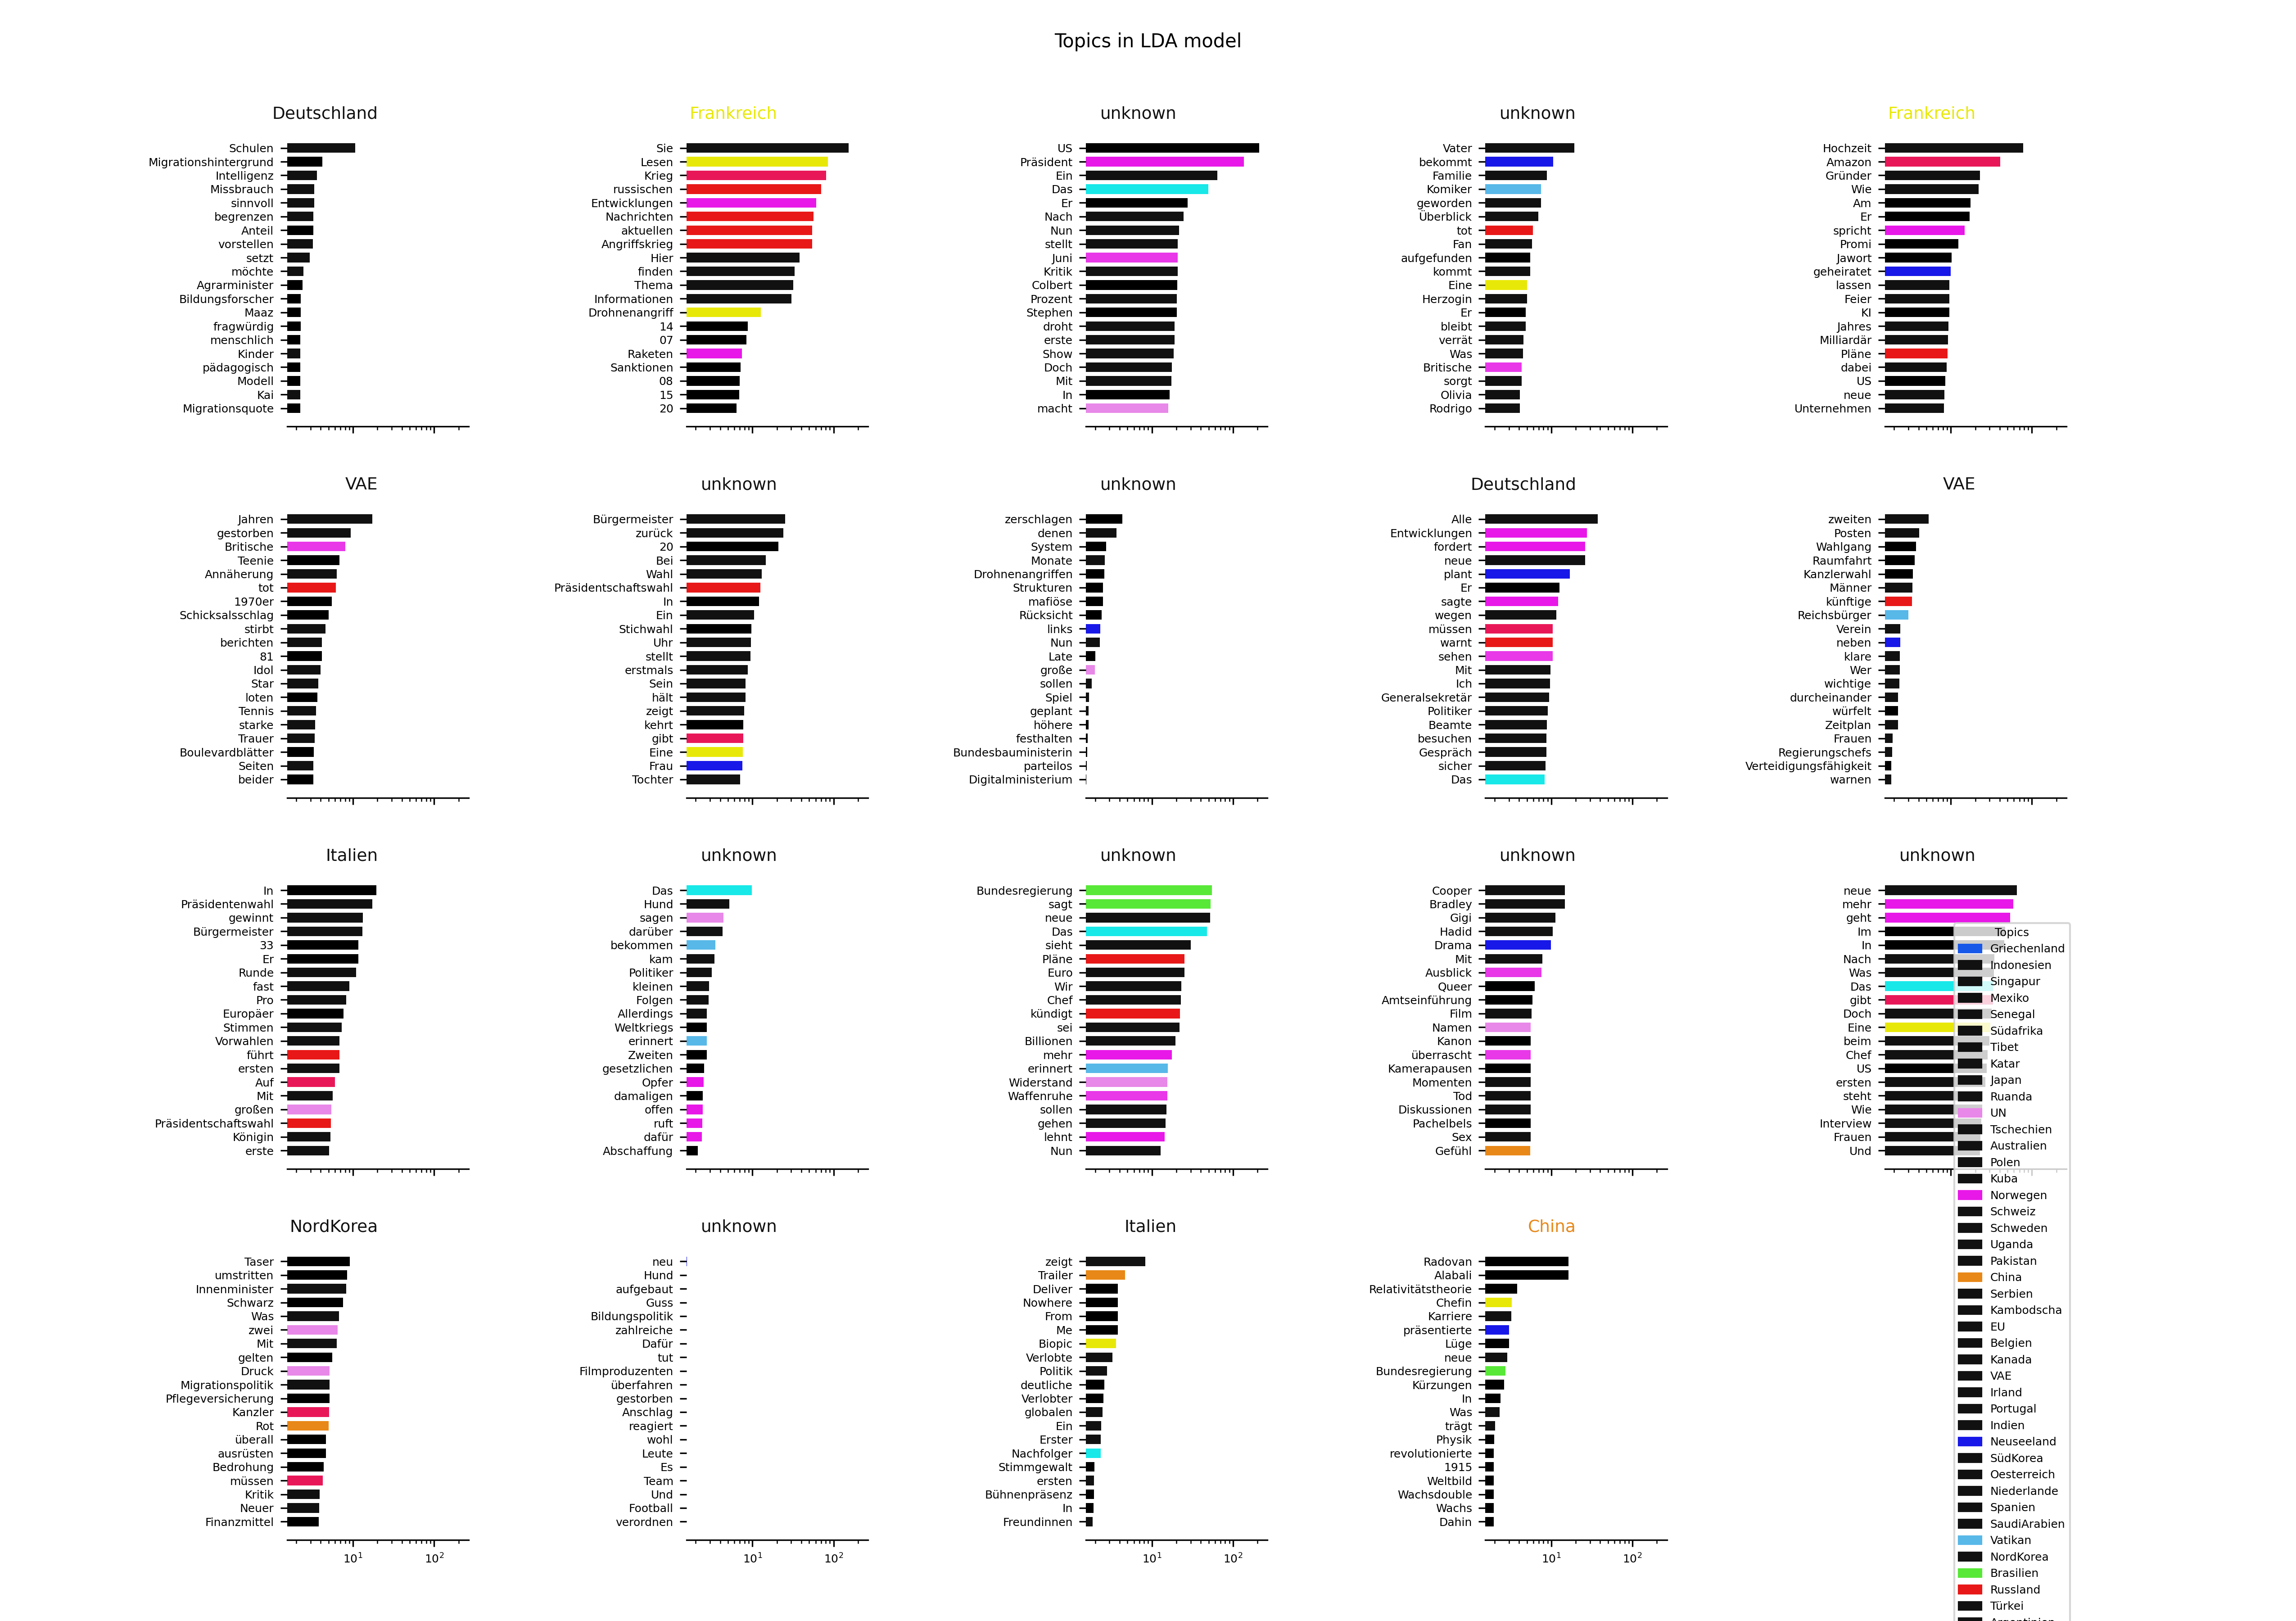 Topics in LDA model
Deutschland
Schulen
Migrationshintergrund
Intelligenz
Missbrauch
sinnvoll
begrenzen
Anteil
vorstellen
setzt
möchte
Agrarminister
Bildungsforscher
Maaz
fragwürdig
menschlich
Kinder
pädagogisch
Modell
Kai
Migrationsquote
Frankreich
Sie
Lesen
Krieg
russischen
Entwicklungen
Nachrichten
aktuellen
Angriffskrieg
Hier
finden
Thema
Informationen
Drohnenangriff
14
07
Raketen
Sanktionen
08
15
20
unknown
US
Präsident
Ein
Das
Er
Nach
Nun
stellt
Juni
Kritik
Colbert
Prozent
Stephen
droht
erste
Show
Doch
Mit
In
macht
unknown
Vater
bekommt
Familie
Komiker
geworden
Überblick
tot
Fan
aufgefunden
kommt
Eine
Herzogin
Er
bleibt
verrät
Was
Britische
sorgt
Olivia
Rodrigo
Frankreich
Hochzeit
Amazon
Gründer
Wie
Am
Er
spricht
Promi
Jawort
geheiratet
lassen
Feier
KI
Jahres
Milliardär
Pläne
dabei
US
neue
Unternehmen
VAE
Jahren
gestorben
Britische
Teenie
Annäherung
tot
1970er
Schicksalsschlag
stirbt
berichten
81
Idol
Star
loten
Tennis
starke
Trauer
Boulevardblätter
Seiten
beider
unknown
Bürgermeister
zurück
20
Bei
Wahl
Präsidentschaftswahl
In
Ein
Stichwahl
Uhr
stellt
erstmals
Sein
hält
zeigt
kehrt
gibt
Eine
Frau
Tochter
unknown
zerschlagen
denen
System
Monate
Drohnenangriffen
Strukturen
mafiöse
Rücksicht
links
Nun
Late
große
sollen
Spiel
geplant
höhere
festhalten
Bundesbauministerin
parteilos
Digitalministerium
Deutschland
Alle
Entwicklungen
fordert
neue
plant
Er
sagte
wegen
müssen
warnt
sehen
Mit
Ich
Generalsekretär
Politiker
Beamte
besuchen
Gespräch
sicher
Das
VAE
zweiten
Posten
Wahlgang
Raumfahrt
Kanzlerwahl
Männer
künftige
Reichsbürger
Verein
neben
klare
Wer
wichtige
durcheinander
würfelt
Zeitplan
Frauen
Regierungschefs
Verteidigungsfähigkeit
warnen
Italien
In
Präsidentenwahl
gewinnt
Bürgermeister
33
Er
Runde
fast
Pro
Europäer
Stimmen
Vorwahlen
führt
ersten
Auf
Mit
großen
Präsidentschaftswahl
Königin
erste
unknown
Das
Hund
sagen
darüber
bekommen
kam
Politiker
kleinen
Folgen
Allerdings
Weltkriegs
erinnert
Zweiten
gesetzlichen
Opfer
damaligen
offen
ruft
dafür
Abschaffung
unknown
Bundesregierung
sagt
neue
Das
sieht
Pläne
Euro
Wir
Chef
kündigt
sei
Billionen
mehr
erinnert
Widerstand
Waffenruhe
sollen
gehen
lehnt
Nun
unknown
Cooper
Bradley
Gigi
Hadid
Drama
Mit
Ausblick
Queer
Amtseinführung
Film
Namen
Kanon
überrascht
Kamerapausen
Momenten
Tod
Diskussionen
Pachelbels
Sex
Gefühl
unknown
neue
mehr
geht
Im
In
Nach
Was
Das
gibt
Doch
Eine
beim
Chef
US
ersten
steht
Wie
Interview
Frauen
Und
NordKorea
Taser
umstritten
Innenminister
Schwarz
Was
zwei
Mit
gelten
Druck
Migrationspolitik
Pflegeversicherung
Kanzler
Rot
überall
ausrüsten
Bedrohung
müssen
Kritik
Neuer
Finanzmittel
10¹ 10²
unknown
neu
Hund
aufgebaut
Guss
Bildungspolitik
zahlreiche
Dafür
tut
Filmproduzenten
überfahren
gestorben
Anschlag
reagiert
wohl
Leute
Es
Team
Und
Football
verordnen
10¹ 10²
Italien
zeigt
Trailer
Deliver
Nowhere
From
Me
Biopic
Verlobte
Politik
deutliche
Verlobter
globalen
Ein
Erster
Nachfolger
Stimmgewalt
ersten
Bühnenpräsenz
In
Freundinnen
10¹ 10²
China
Radovan
Alabali
Relativitätstheorie
Chefin
Karriere
präsentierte
Lüge
neue
Bundesregierung
Kürzungen
In
Was
trägt
Physik
revolutionierte
1915
Weltbild
Wachsdouble
Wachs
Dahin
10¹ 10²
Topics
Griechenland
Indonesien
Singapur
Mexiko
Senegal
Südafrika
Tibet
Katar
Japan
Ruanda
UN
Tschechien
Australien
Polen
Kuba
Norwegen
Schweiz
Schweden
Uganda
Pakistan
China
Serbien
Kambodscha
EU
Belgien
Kanada
VAE
Irland
Portugal
Indien
Neuseeland
SüdKorea
Oesterreich
Niederlande
Spanien
SaudiArabien
Vatikan
NordKorea
Brasilien
Russland
Türkei